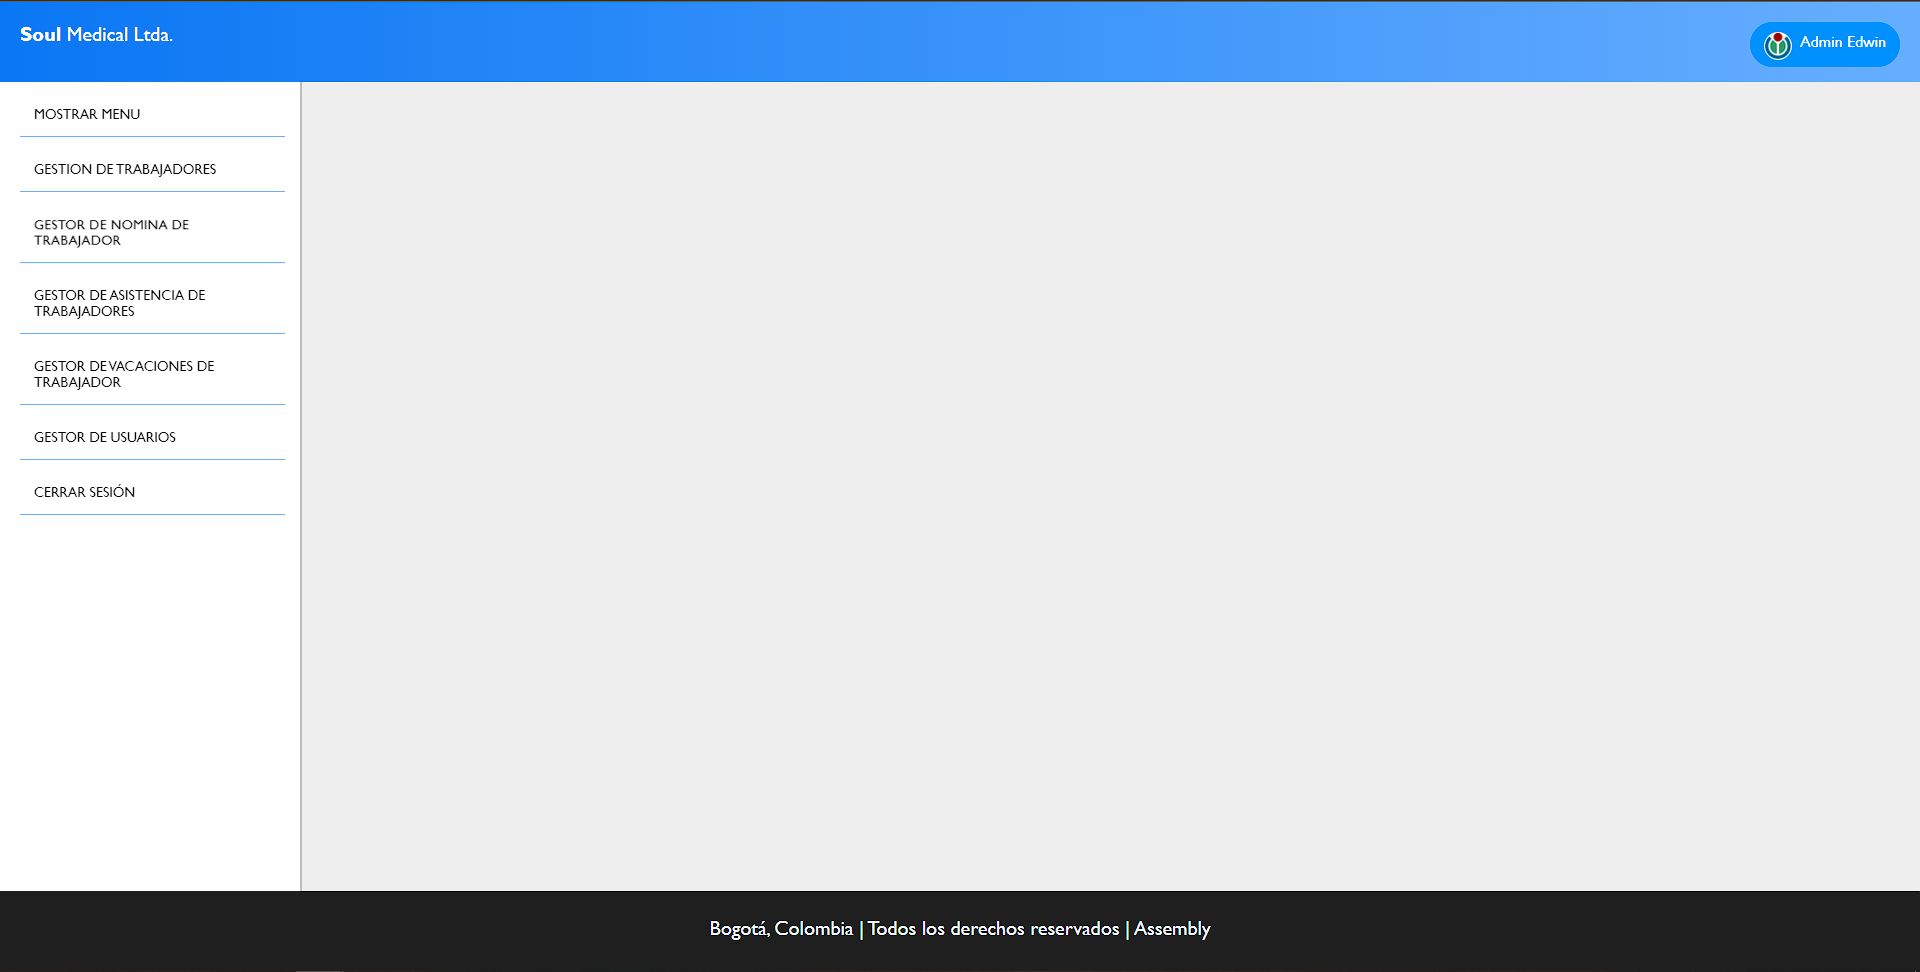 Soul Medical Ltda.
Admin Edwin
MOSTRAR MENU
GESTION DE TRABAJADORES
GESTOR DE NOMINA DE
TRABAJADOR
GESTOR DE ASISTENCIA DE
TRABAJADORES
GESTOR DE VACACIONES DE
TRABAJADOR
GESTOR DE USUARIOS
CERRAR SESIÓN
Bogotá, Colombia | Todos los derechos reservados | Assembly